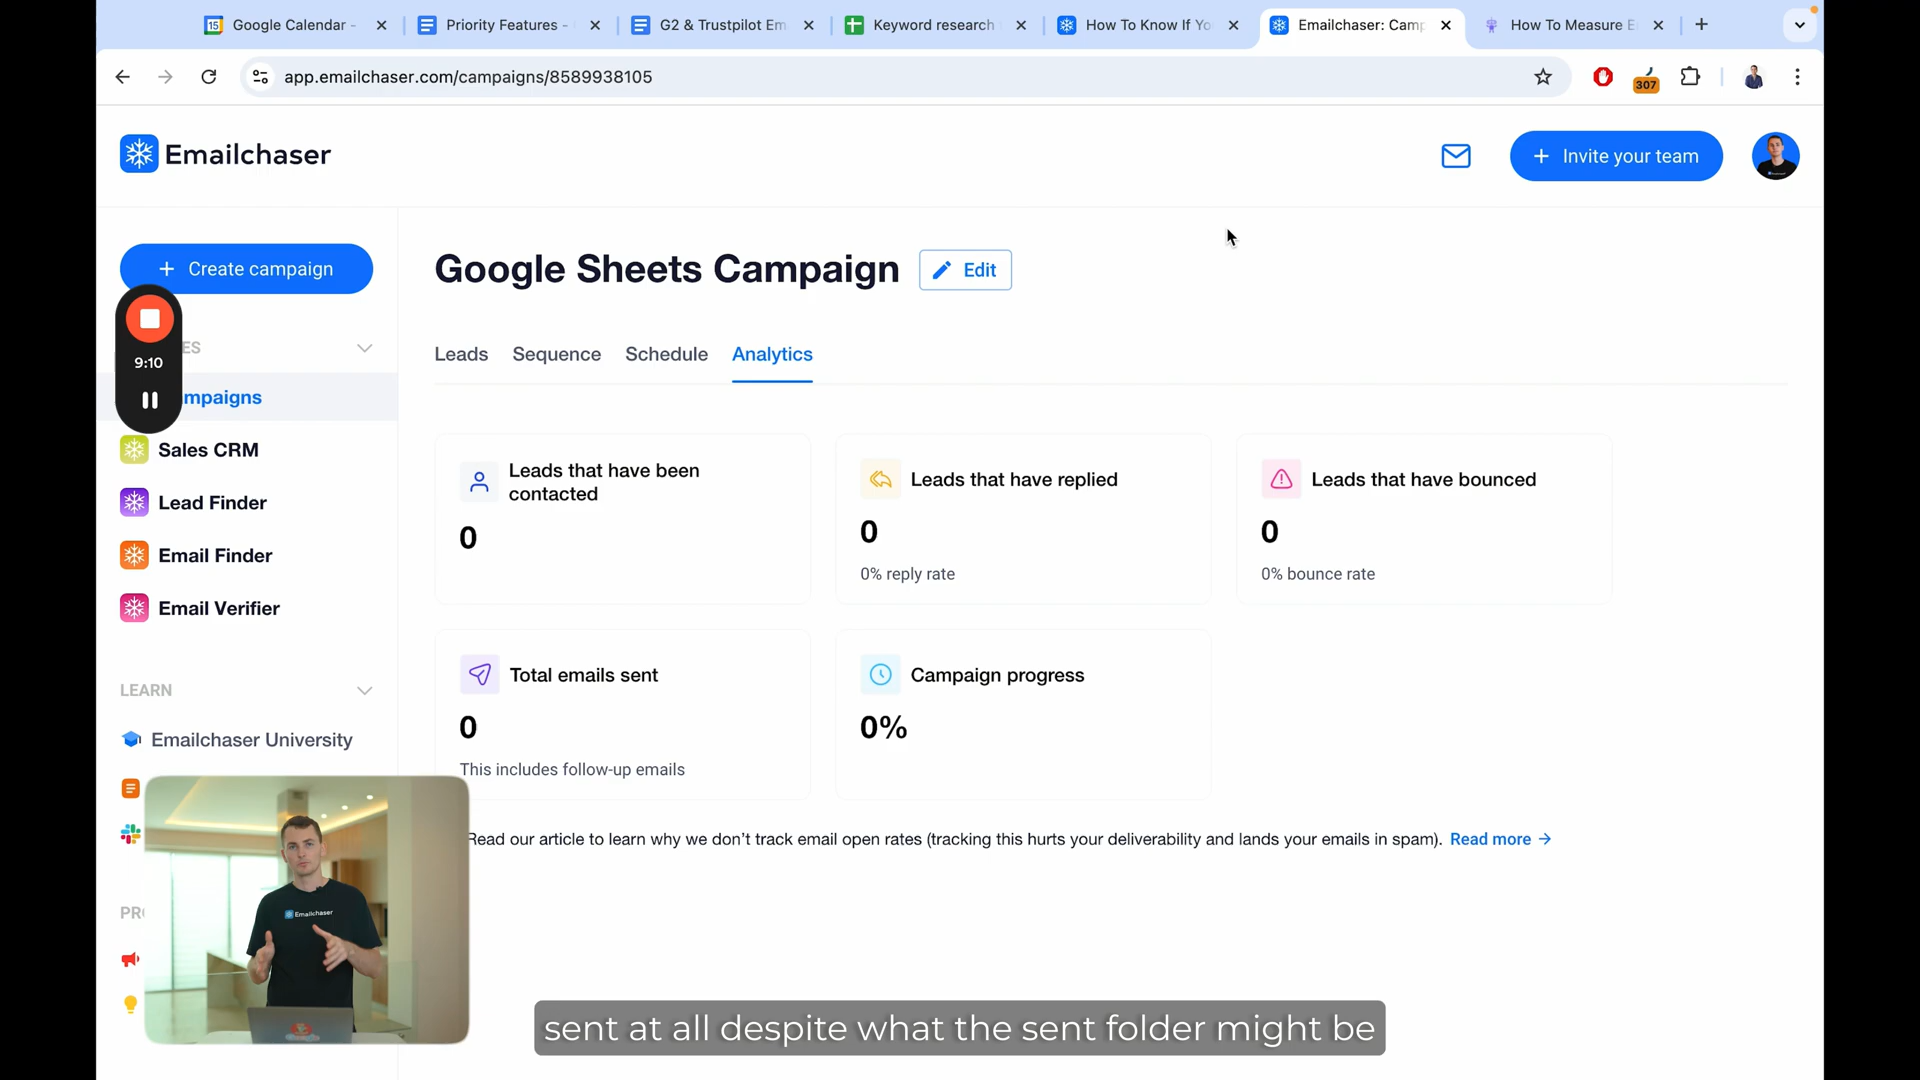 Google Calendar -
Priority Features -
G2 & Trustpilot Em
Keyword research
How To Know If Yo
Emailchaser: Camp
How To Measure E
app.emailchaser.com/campaigns/8589938105
307
Emailchaser
Invite your team
Create campaign
Google Sheets Campaign
Edit
9:10
ES
Leads
Sequence
Schedule
Analytics
mpaigns
Sales CRM
Lead Finder
Email Finder
Email Verifier
Leads that have been
contacted
0
Leads that have replied
0
0% reply rate
Leads that have bounced
0
0% bounce rate
Total emails sent
0
This includes follow-up emails
Campaign progress
0%
LEARN
Emailchaser University
Read our article to learn why we don't track email open rates (tracking this hurts your deliverability and lands your emails in spam). Read more →
PR
Emailchaser
sent at all despite what the sent folder might be